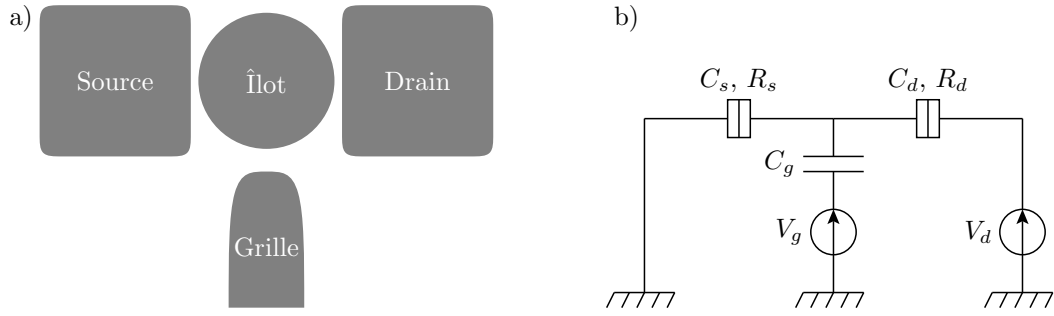 a)
Source
Îlot
Drain
Grille
b)
C_s, R_s
C_d, R_d
C_g
V_g
V_d